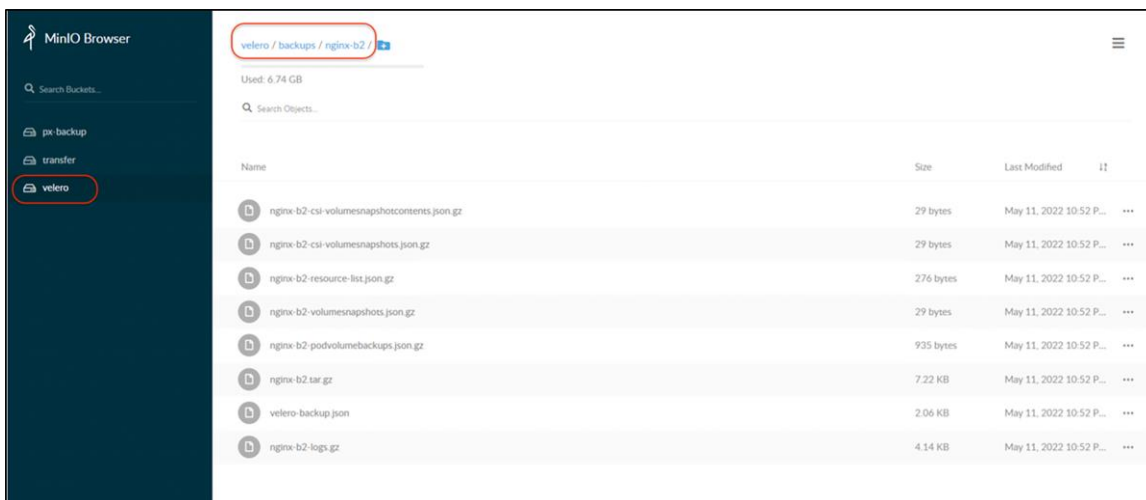 MinIO Browser
Search Buckets...
px-backup
transfer
velero
velero / backups / nginx-b2 /
Used: 6.74 GB
Search Objects...
Name Size Last Modified
nginx-b2-csi-volumesnapshotcontents.json.gz 29 bytes May 11, 2022 10:52 P... ...
nginx-b2-csi-volumesnapshots.json.gz 29 bytes May 11, 2022 10:52 P... ...
nginx-b2-resource-list.json.gz 276 bytes May 11, 2022 10:52 P... ...
nginx-b2-volumesnapshots.json.gz 29 bytes May 11, 2022 10:52 P... ...
nginx-b2-podvolumebackups.json.gz 935 bytes May 11, 2022 10:52 P... ...
nginx-b2.tar.gz 7.22 KB May 11, 2022 10:52 P... ...
velero-backup.json 2.06 KB May 11, 2022 10:52 P... ...
nginx-b2-logs.gz 4.14 KB May 11, 2022 10:52 P... ...